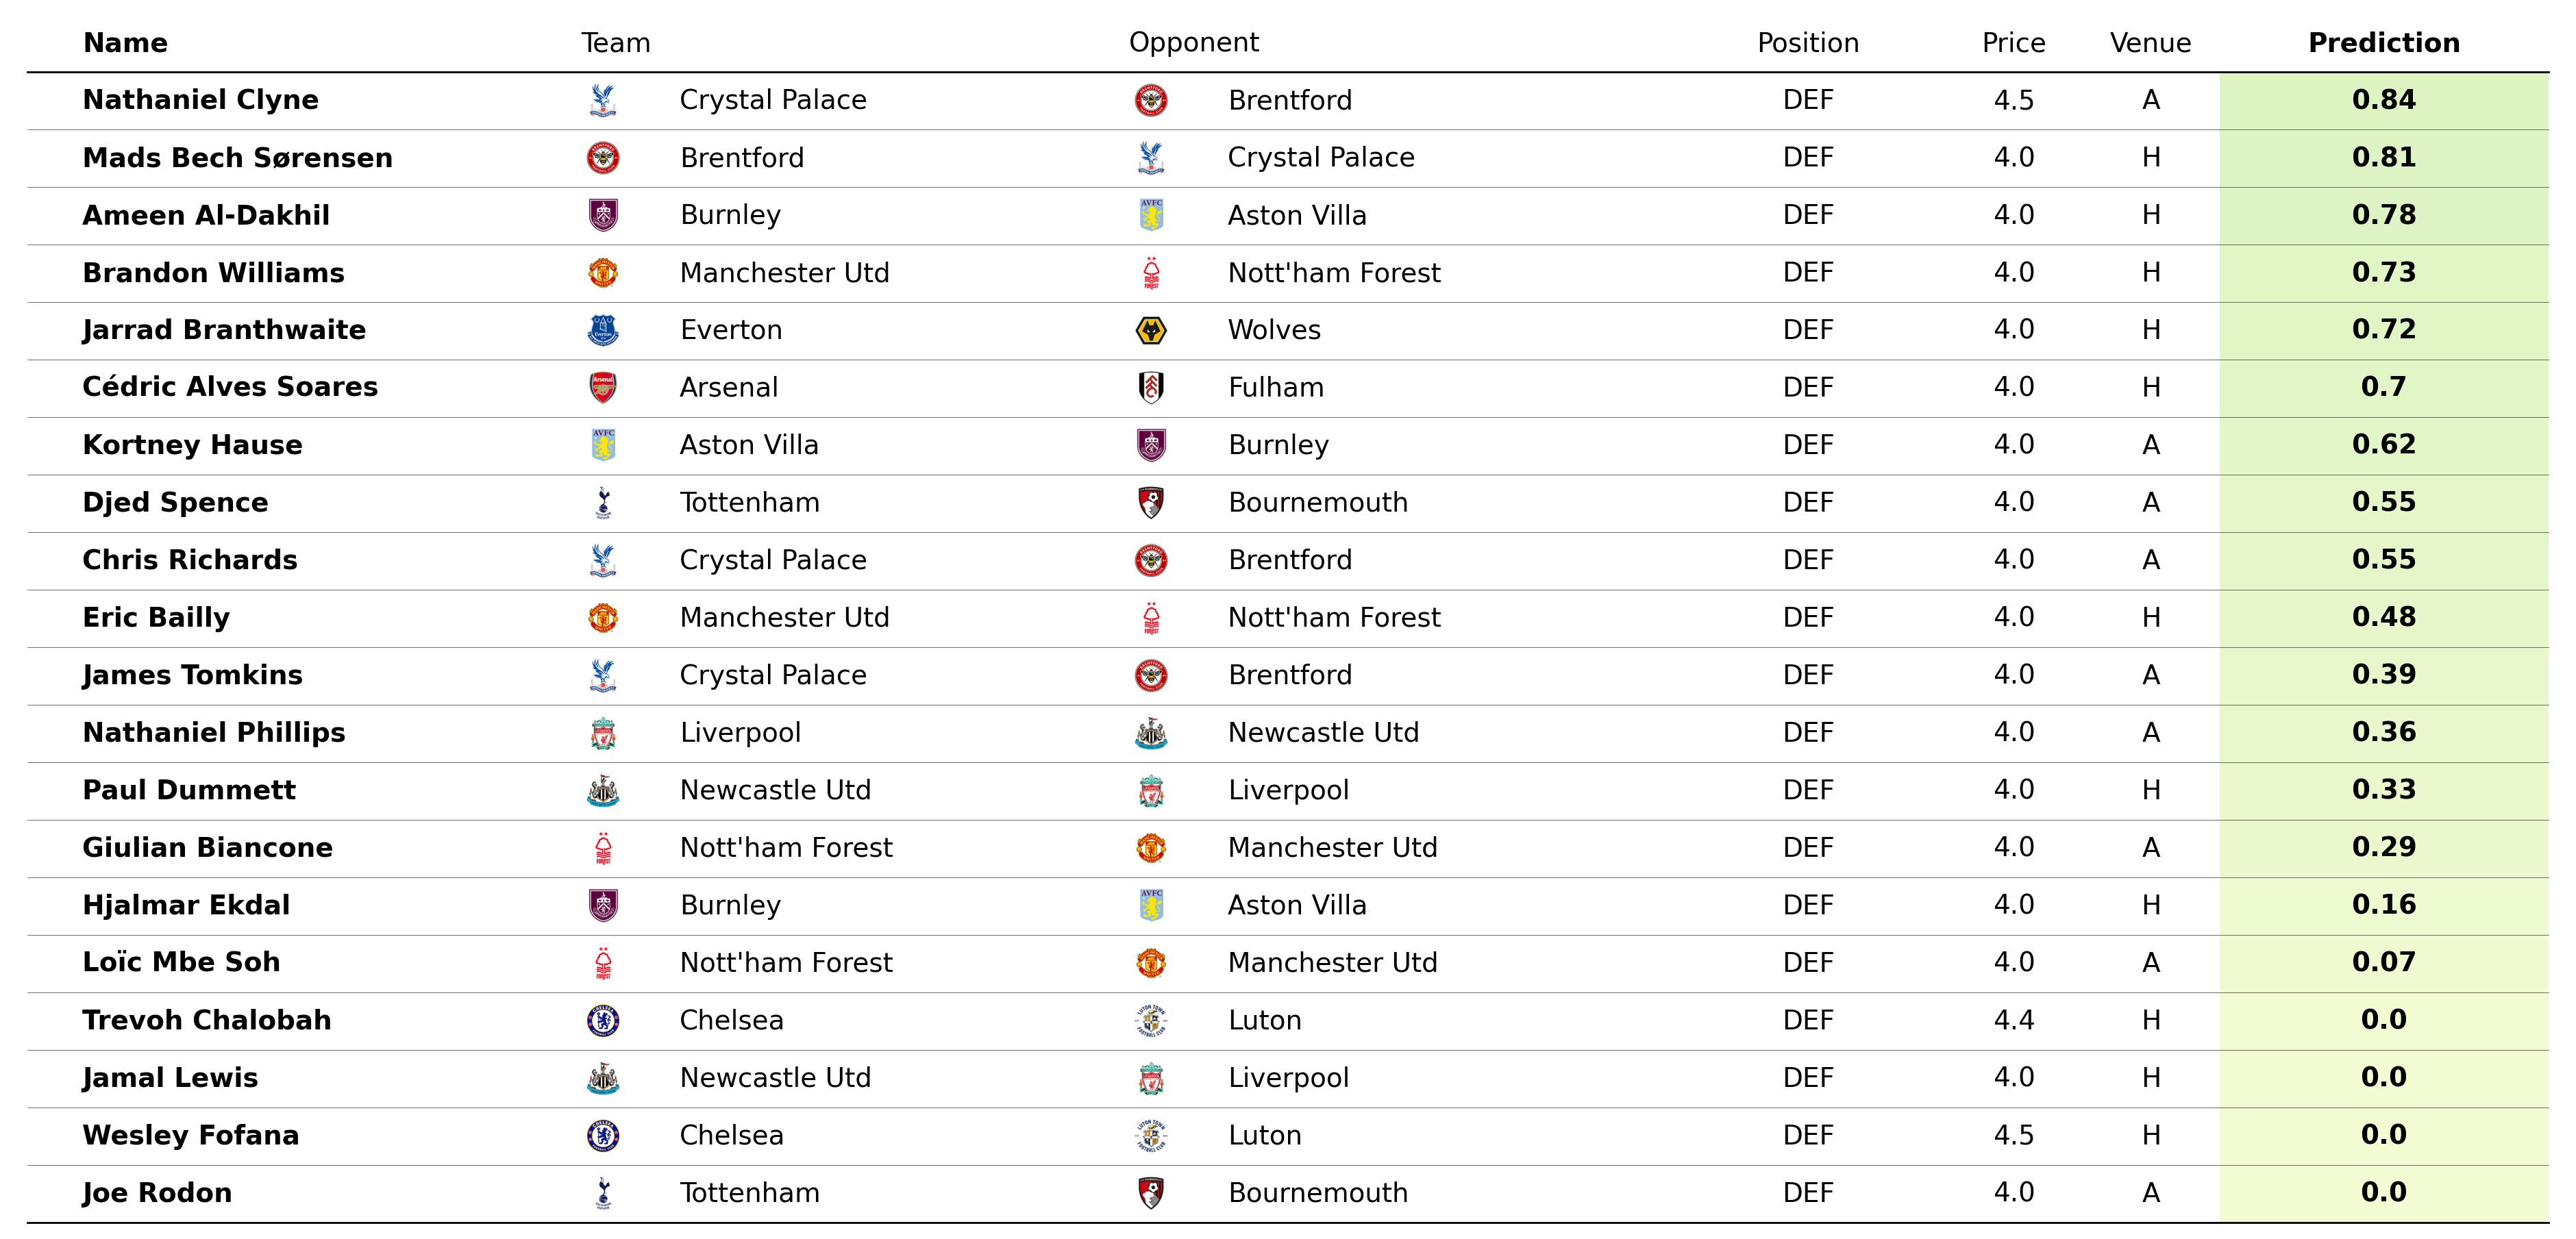 Name Team Opponent Position Price Venue Prediction
Nathaniel Clyne Crystal Palace Brentford DEF 4.5 A 0.84
Mads Bech Sørensen Brentford Crystal Palace DEF 4.0 H 0.81
Ameen Al-Dakhil Burnley Aston Villa DEF 4.0 H 0.78
Brandon Williams Manchester Utd Nott'ham Forest DEF 4.0 H 0.73
Jarrad Branthwaite Everton Wolves DEF 4.0 H 0.72
Cédric Alves Soares Arsenal Fulham DEF 4.0 H 0.7
Kortney Hause Aston Villa Burnley DEF 4.0 A 0.62
Djed Spence Tottenham Bournemouth DEF 4.0 A 0.55
Chris Richards Crystal Palace Brentford DEF 4.0 A 0.55
Eric Bailly Manchester Utd Nott'ham Forest DEF 4.0 H 0.48
James Tomkins Crystal Palace Brentford DEF 4.0 A 0.39
Nathaniel Phillips Liverpool Newcastle Utd DEF 4.0 A 0.36
Paul Dummett Newcastle Utd Liverpool DEF 4.0 H 0.33
Giulian Biancone Nott'ham Forest Manchester Utd DEF 4.0 A 0.29
Hjalmar Ekdal Burnley Aston Villa DEF 4.0 H 0.16
Loïc Mbe Soh Nott'ham Forest Manchester Utd DEF 4.0 A 0.07
Trevoh Chalobah Chelsea Luton DEF 4.4 H 0.0
Jamal Lewis Newcastle Utd Liverpool DEF 4.0 H 0.0
Wesley Fofana Chelsea Luton DEF 4.5 H 0.0
Joe Rodon Tottenham Bournemouth DEF 4.0 A 0.0